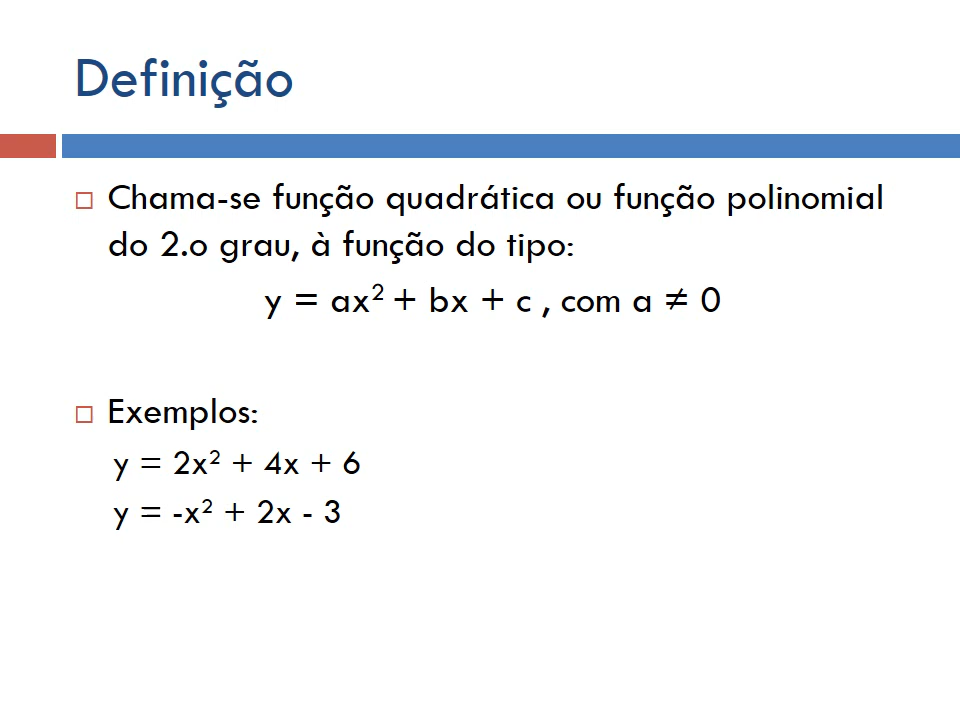 Definição
Chama-se função quadrática ou função polinomial
do 2.o grau, à função do tipo:
y = ax² + bx + c , com a ≠ 0
Exemplos:
y = 2x² + 4x + 6
y = -x² + 2x - 3